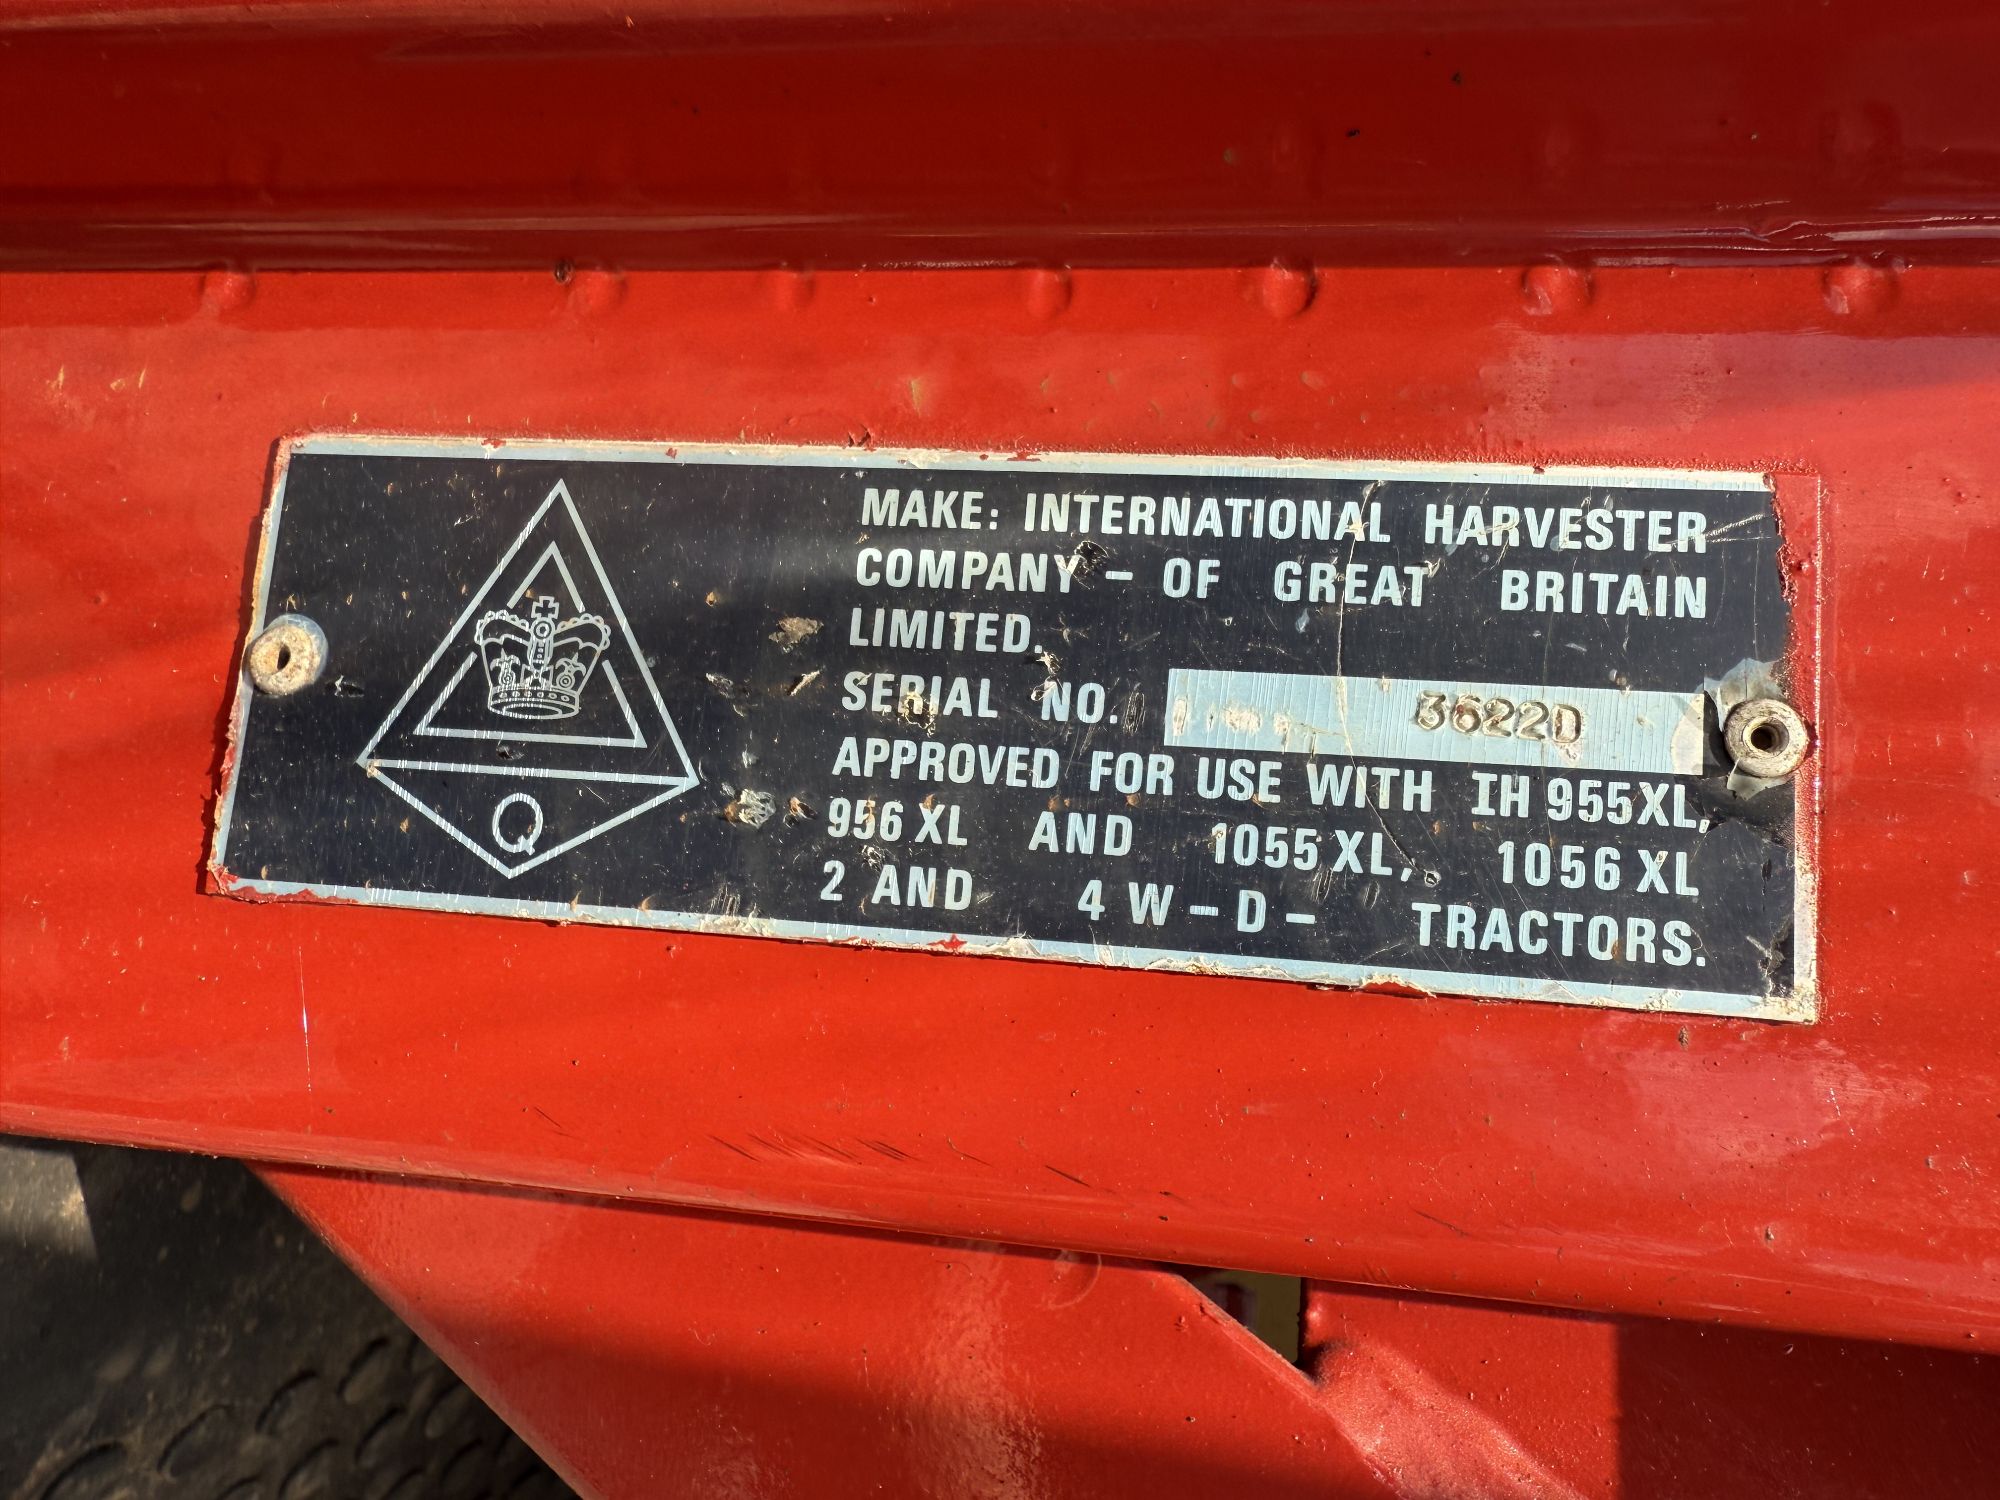 MAKE: INTERNATIONAL HARVESTER
COMPANY - OF GREAT BRITAIN
LIMITED.
SERIAL NO. 3622D
APPROVED FOR USE WITH IH 955XL,
956 XL AND 1055 XL, 1056 XL
2 AND 4 W-D- TRACTORS.
Q